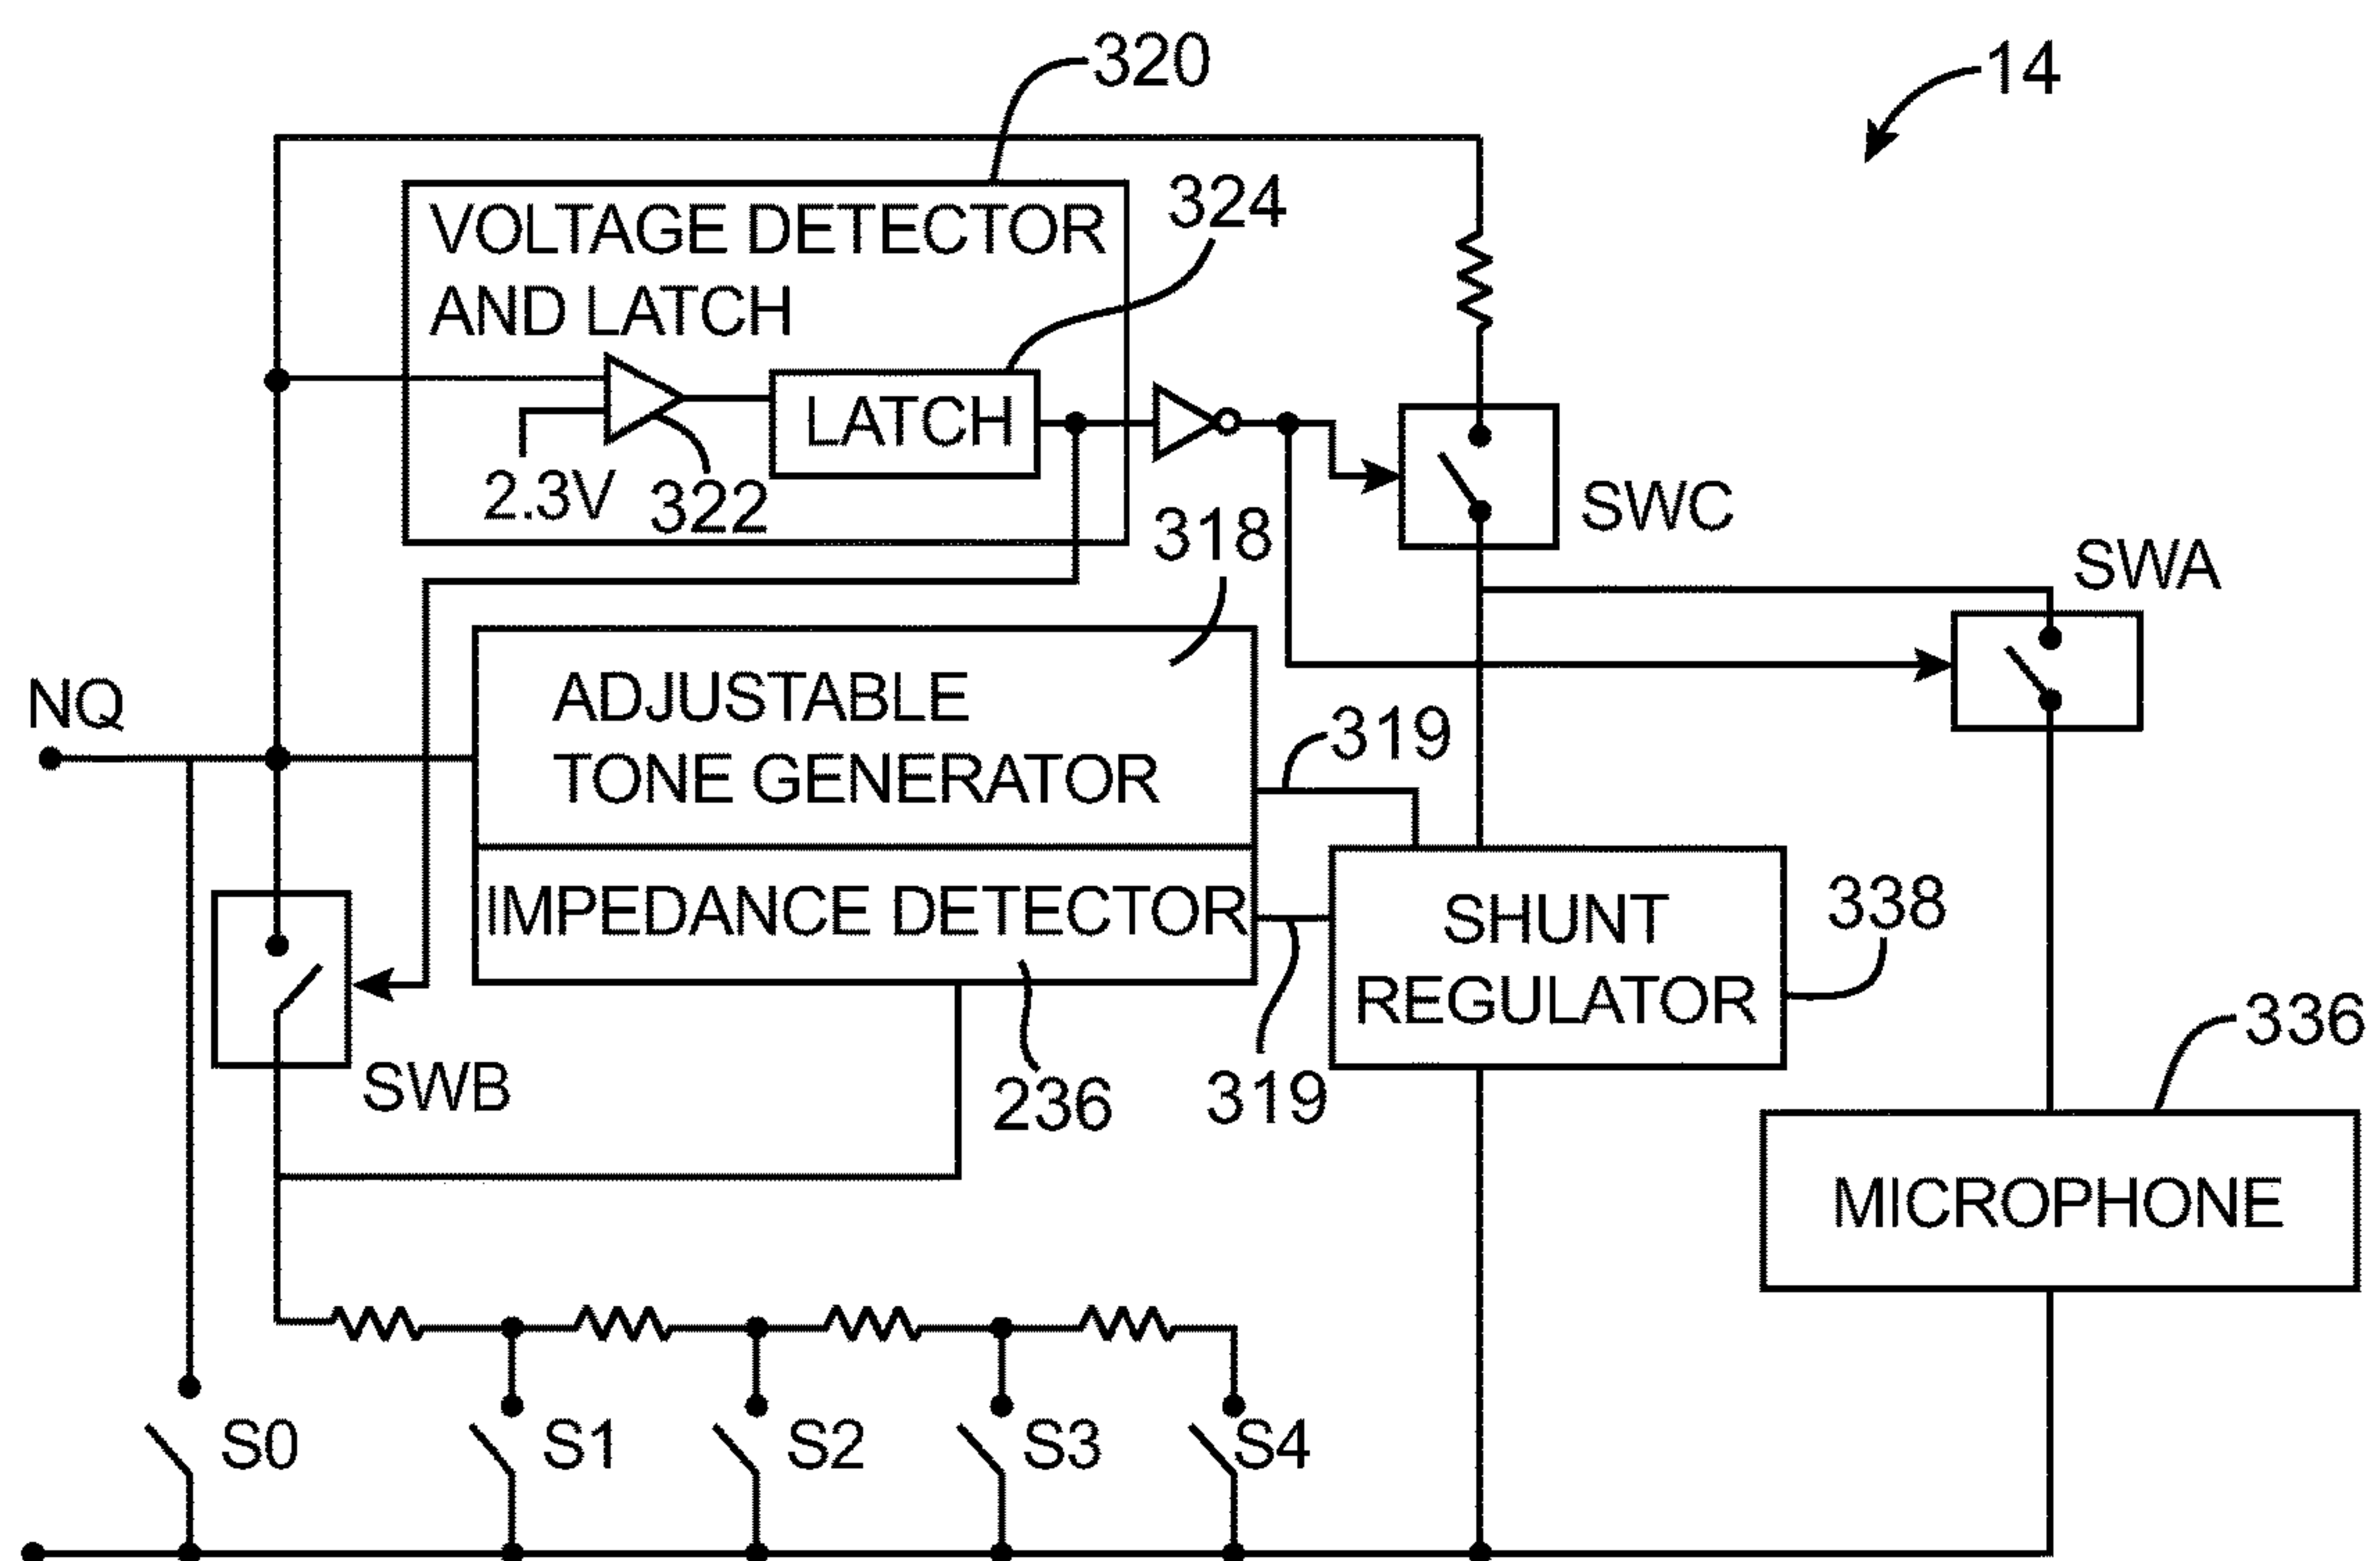 320
14
VOLTAGE DETECTOR
AND LATCH
324
LATCH
2.3V
322
SWC
318
SWA
ADJUSTABLE
TONE GENERATOR
NQ
319
IMPEDANCE DETECTOR
SHUNT
REGULATOR
338
336
SWB
236
319
MICROPHONE
S0
S1
S2
S3
S4